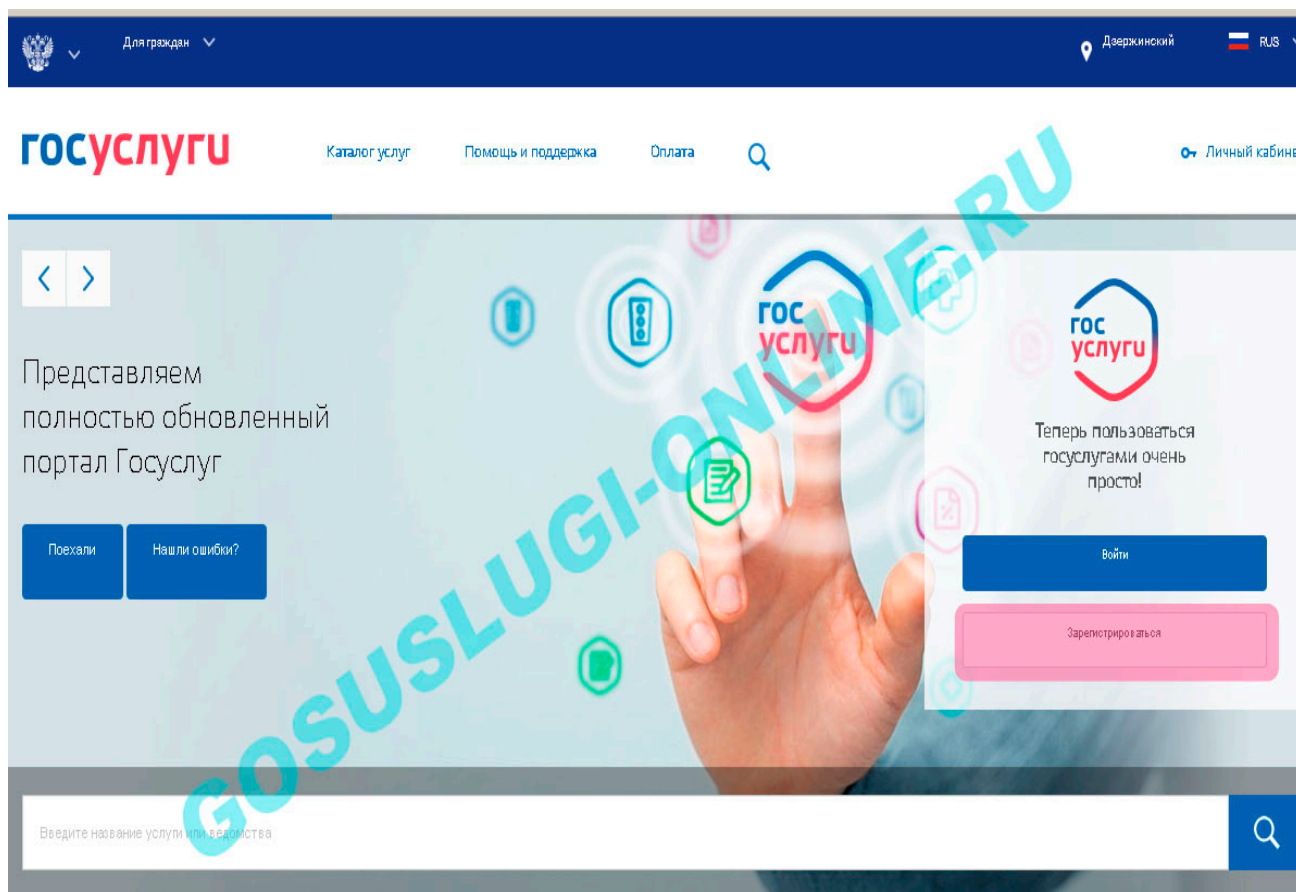 Для граждан
Дзержинский
RUS
госуслуги
Каталог услуг
Помощь и поддержка
Оплата
Личный кабине
Представляем
полностью обновленный
портал Госуслуг
Поехали
Нашли ошибки?
гос
услуги
гос
услуги
Теперь пользоваться
госуслугами очень
просто!
Войти
Зарегистрироваться
GOSUSLUGI-ONLINE.RU
Введите название услуги или ведомства